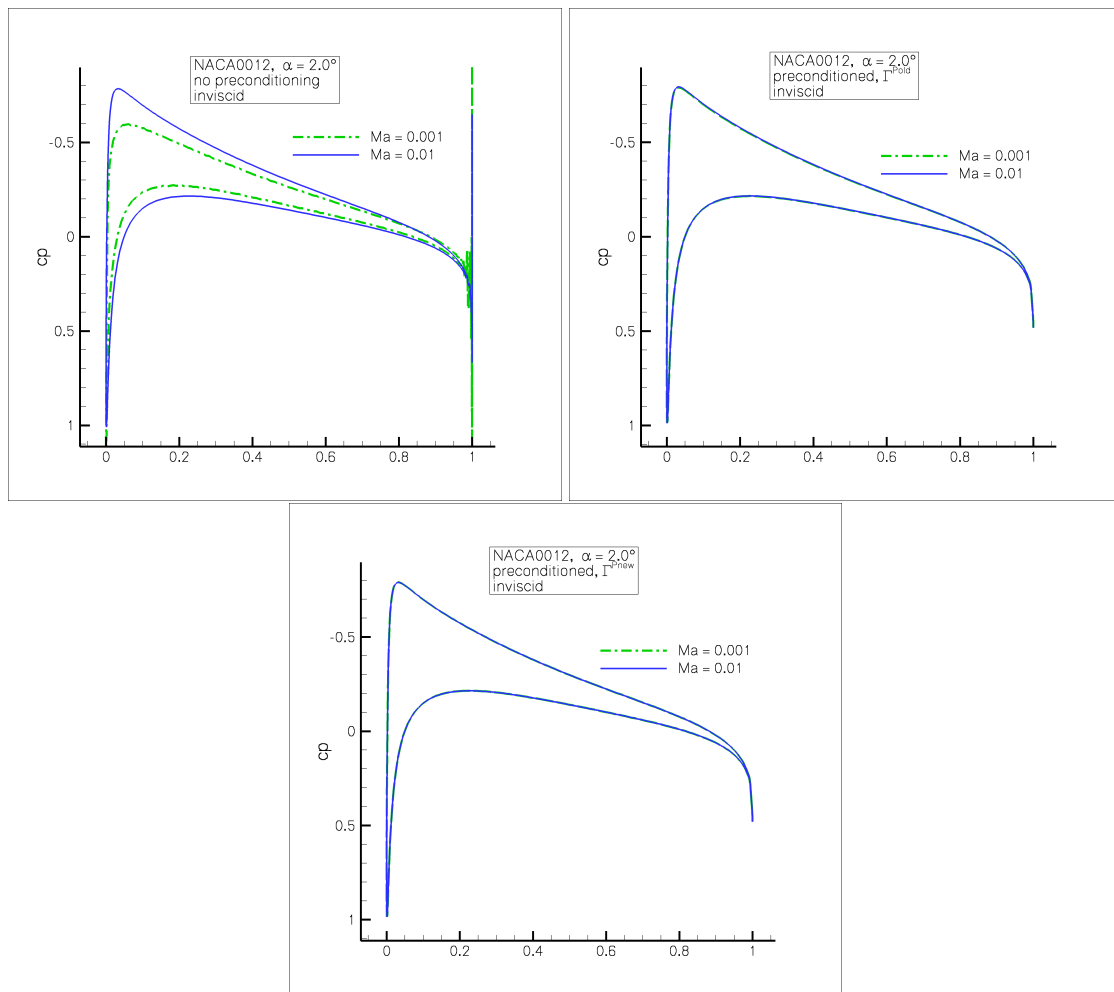 NACA0012, α = 2.0°
no preconditioning
inviscid
-0.5
Ma = 0.001
Ma = 0.01
0
cp
0.5
1
0 0.2 0.4 0.6 0.8 1
NACA0012, α = 2.0°
preconditioned, Γ^Pold
inviscid
-0.5
Ma = 0.001
Ma = 0.01
0
cp
0.5
1
0 0.2 0.4 0.6 0.8 1
NACA0012, α = 2.0°
preconditioned, Γ^Pnew
inviscid
-0.5
Ma = 0.001
Ma = 0.01
0
cp
0.5
1
0 0.2 0.4 0.6 0.8 1